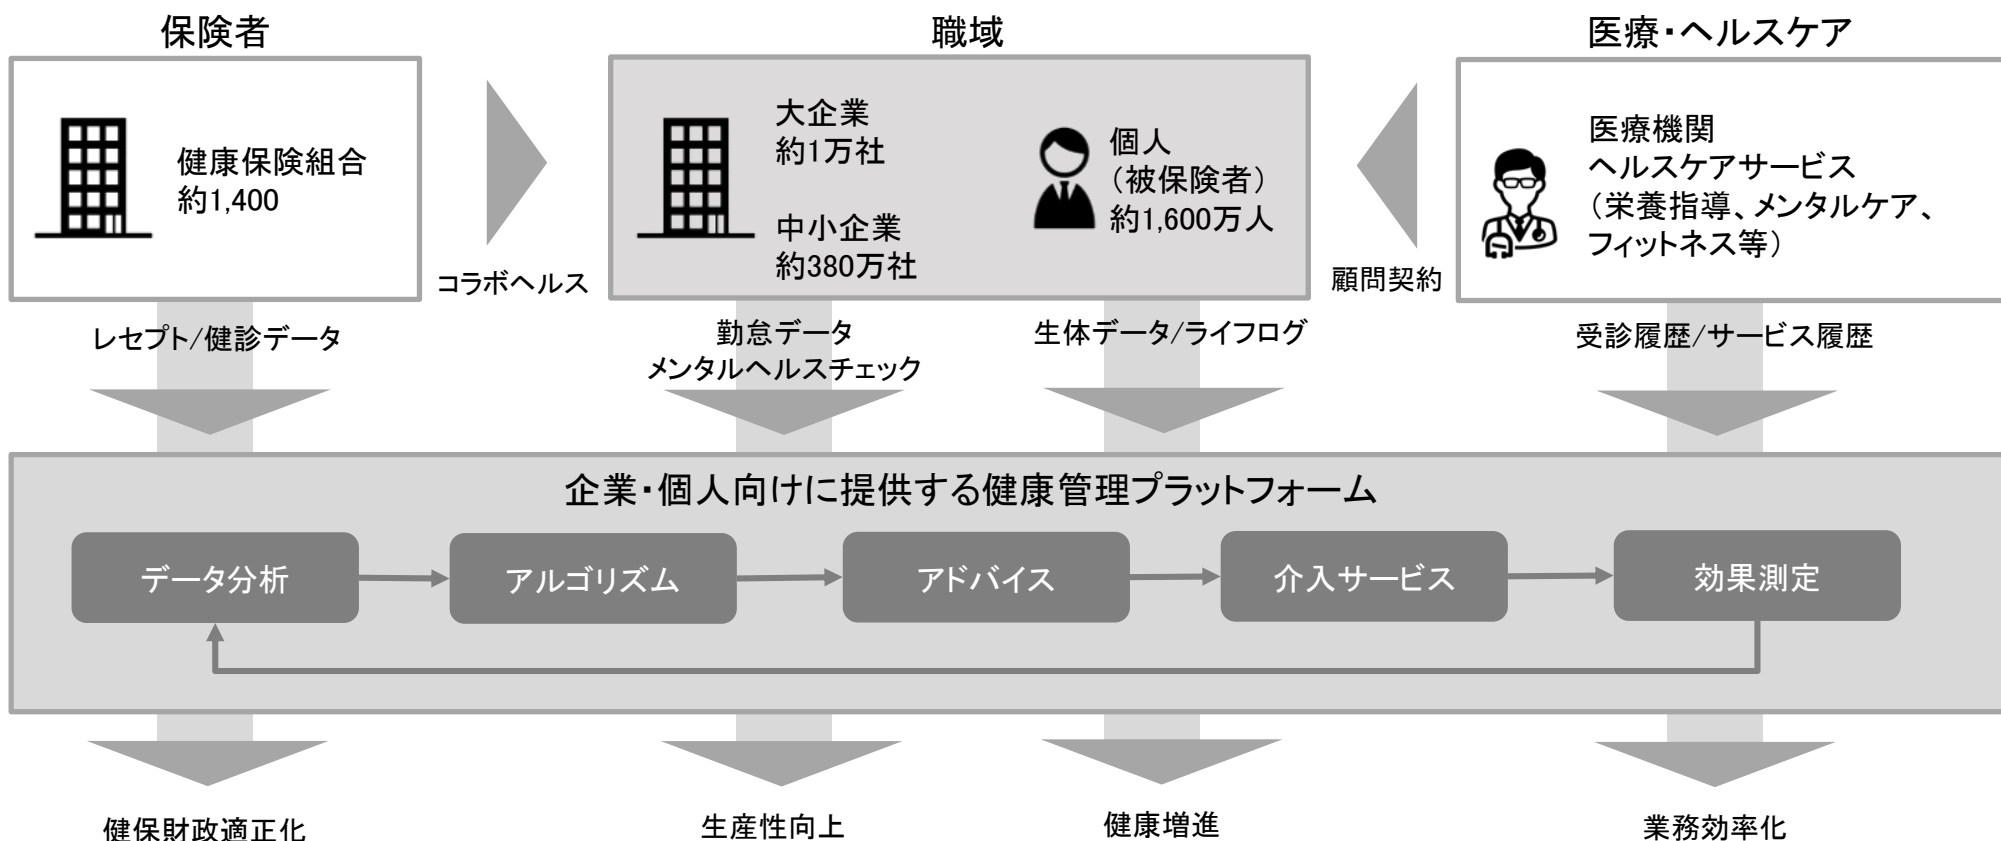 保険者
職域
医療・ヘルスケア
健康保険組合
約1,400
大企業
約1万社
中小企業
約380万社
個人
（被保険者）
約1,600万人
医療機関
ヘルスケアサービス
（栄養指導、メンタルケア、
フィットネス等）
コラボヘルス
顧問契約
レセプト/健診データ
勤怠データ
メンタルヘルスチェック
生体データ/ライフログ
受診履歴/サービス履歴
企業・個人向けに提供する健康管理プラットフォーム
データ分析
アルゴリズム
アドバイス
介入サービス
効果測定
健保財政適正化
生産性向上
健康増進
業務効率化